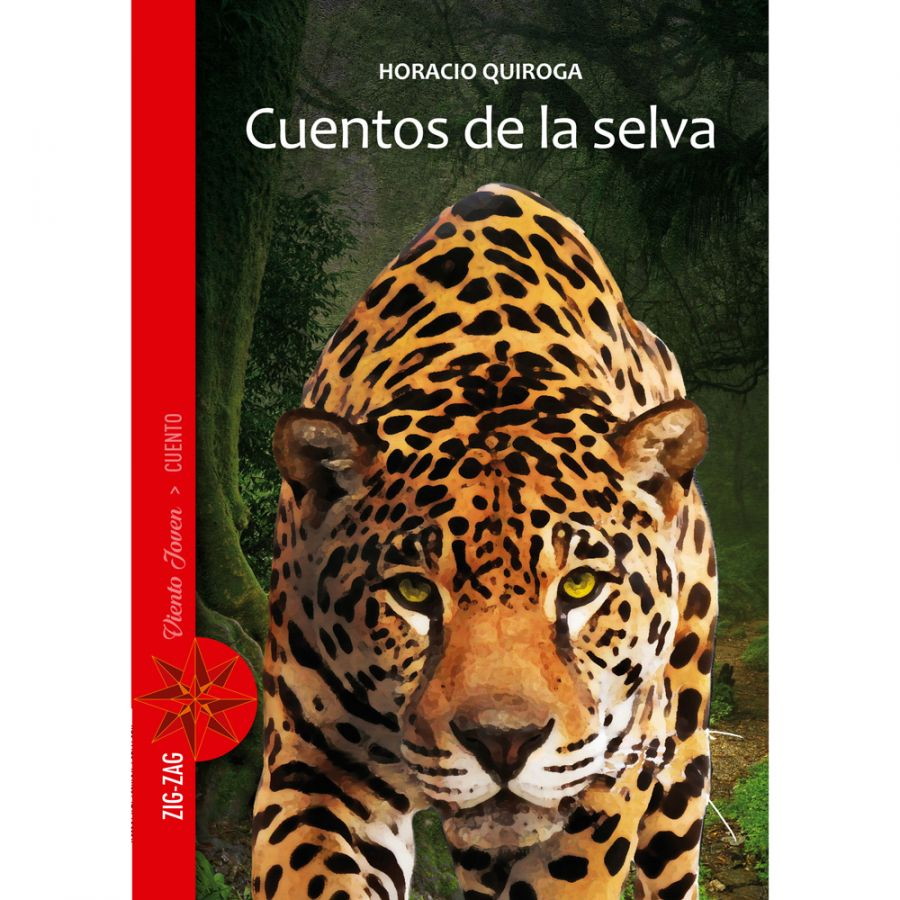 HORACIO QUIROGA
Cuentos de la selva
Viento Joven > CUENTO
ZIG-ZAG